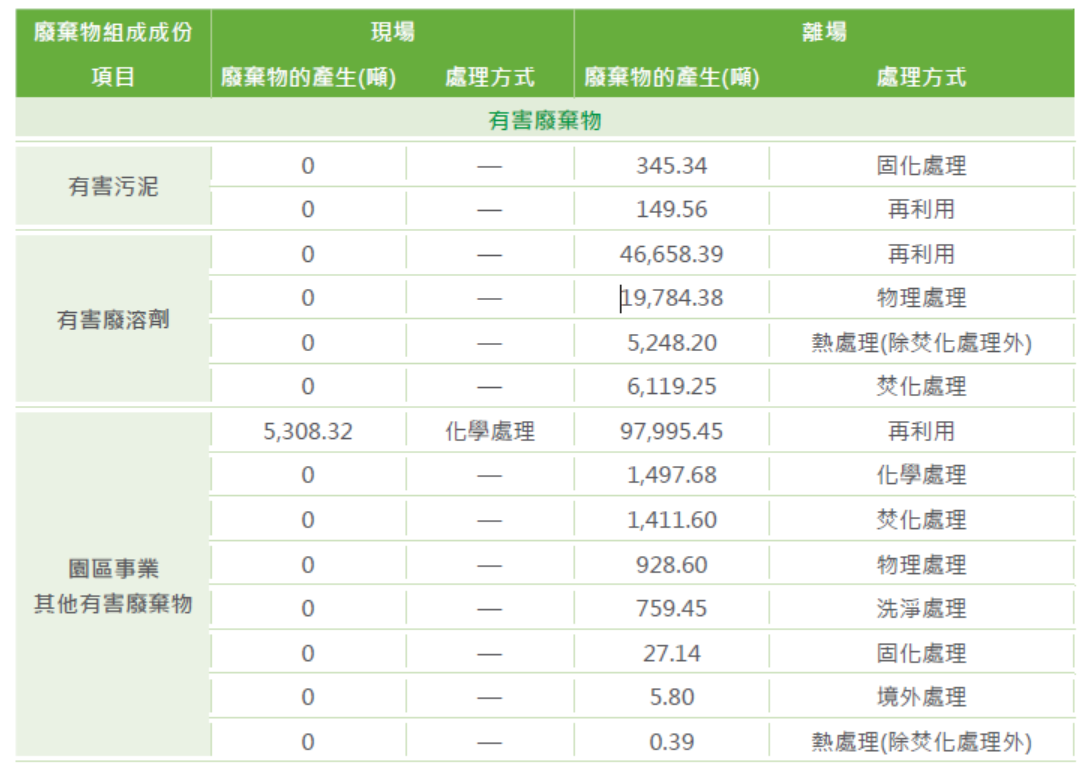 廢棄物組成成份 現場 離場
項目 廢棄物的產生(噸) 處理方式 廢棄物的產生(噸) 處理方式
有害廢棄物
有害污泥
0 — 345.34 固化處理
0 — 149.56 再利用
有害廢溶劑
0 — 46,658.39 再利用
0 — 19,784.38 物理處理
0 — 5,248.20 熱處理(除焚化處理外)
0 — 6,119.25 焚化處理
園區事業
其他有害廢棄物
5,308.32 化學處理 97,995.45 再利用
0 — 1,497.68 化學處理
0 — 1,411.60 焚化處理
0 — 928.60 物理處理
0 — 759.45 洗淨處理
0 — 27.14 固化處理
0 — 5.80 境外處理
0 — 0.39 熱處理(除焚化處理外)